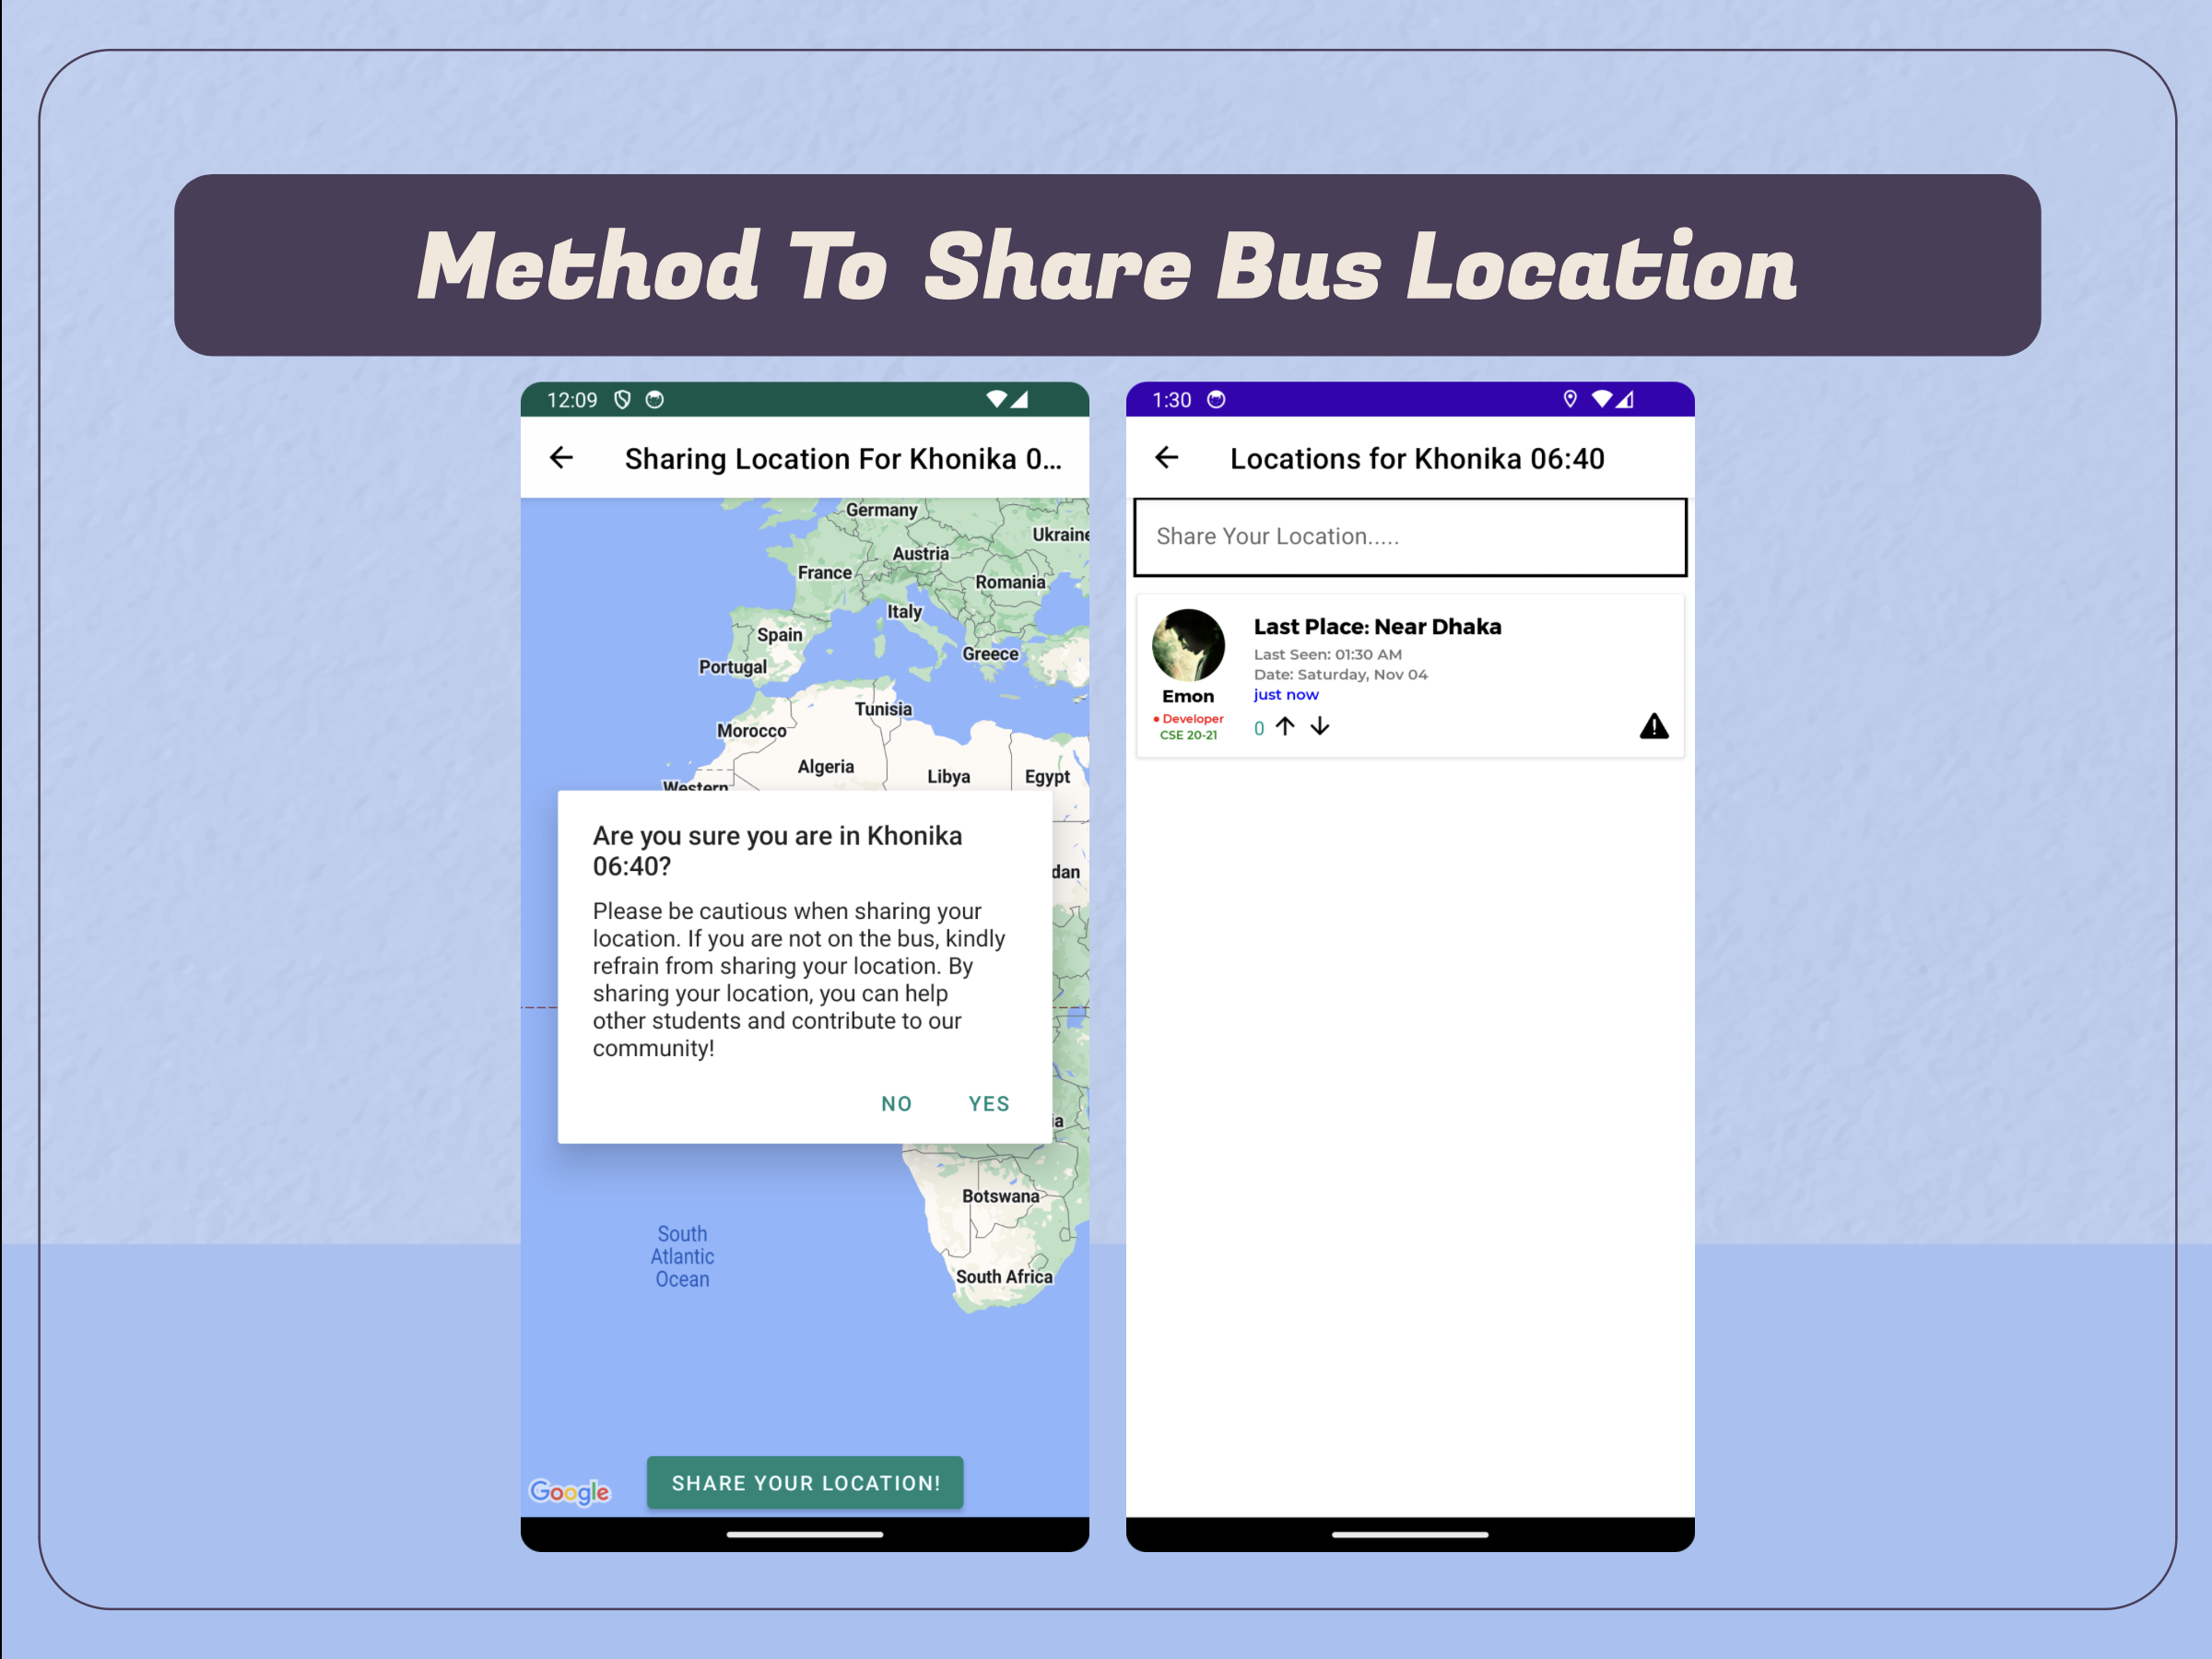 Method To Share Bus Location
12:09
Sharing Location For Khonika 0...
Germany
Ukraine
Austria
France
Romania
Italy
Spain
Greece
Portugal
Tunisia
Morocco
Algeria
Libya
Egypt
Western
Are you sure you are in Khonika
06:40?
dan
Please be cautious when sharing your
location. If you are not on the bus, kindly
refrain from sharing your location. By
sharing your location, you can help
other students and contribute to our
community!
NO YES
ia
Botswana
South
Atlantic
Ocean
South Africa
Google
SHARE YOUR LOCATION!
1:30
Locations for Khonika 06:40
Share Your Location.....
Last Place: Near Dhaka
Last Seen: 01:30 AM
Date: Saturday, Nov 04
just now
Emon
• Developer
CSE 20-21
0